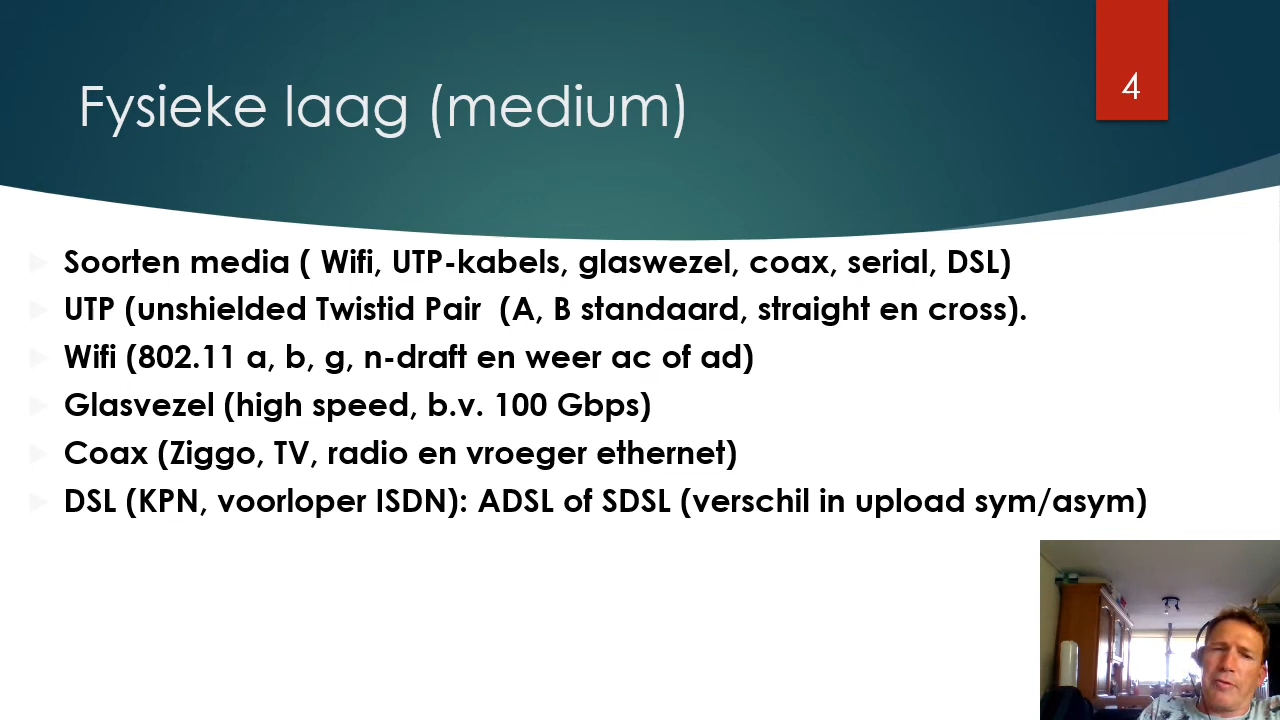 4
Fysieke laag (medium)
Soorten media ( Wifi, UTP-kabels, glaswezel, coax, serial, DSL)
UTP (unshielded Twistid Pair  (A, B standaard, straight en cross).
Wifi (802.11 a, b, g, n-draft en weer ac of ad)
Glasvezel (high speed, b.v. 100 Gbps)
Coax (Ziggo, TV, radio en vroeger ethernet)
DSL (KPN, voorloper ISDN): ADSL of SDSL (verschil in upload sym/asym)